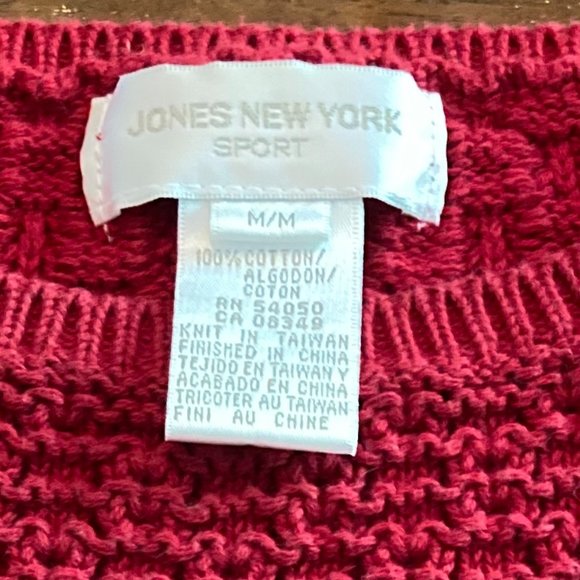 JONES NEW YORK
SPORT
M/M
100% COTTON/
ALGODON/
COTON
RN 54050
CA 08349
KNIT IN TAIWAN
FINISHED IN CHINA
TEJIDO EN TAIWAN Y
ACABADO EN CHINA
TRICOTER AU TAIWAN
FINI AU CHINE